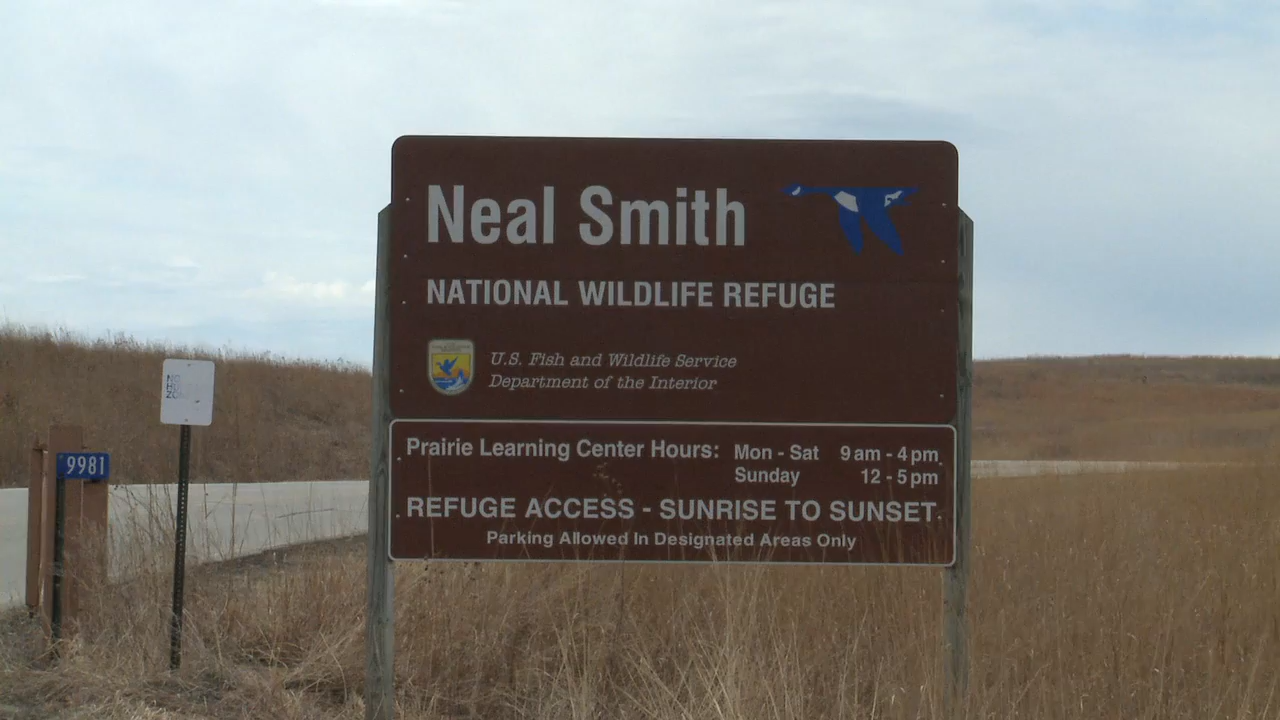 Neal Smith
NATIONAL WILDLIFE REFUGE
U.S. Fish and Wildlife Service
Department of the Interior
Prairie Learning Center Hours: Mon - Sat 9 am - 4 pm
Sunday 12 - 5 pm
REFUGE ACCESS - SUNRISE TO SUNSET
Parking Allowed In Designated Areas Only
9981